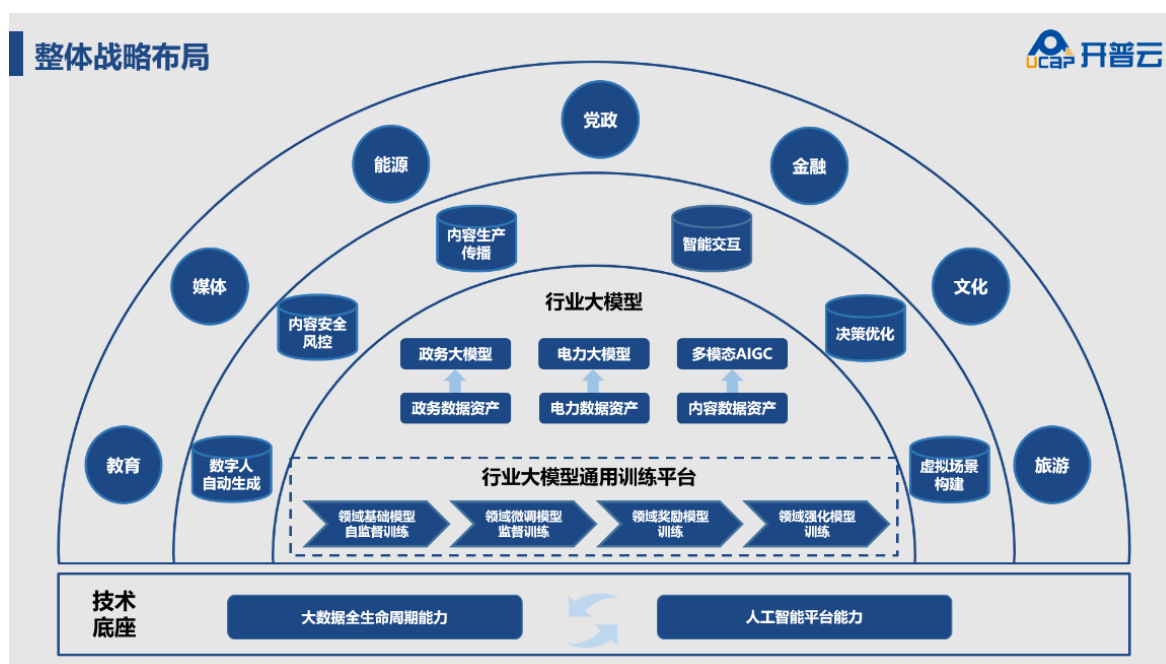 整体战略布局
Ucap 开普云
党政
能源
金融
媒体
文化
教育
旅游
内容生产
传播
智能交互
内容安全
风控
决策优化
数字人
自动生成
虚拟场景
构建
行业大模型
政务大模型
电力大模型
多模态AIGC
政务数据资产
电力数据资产
内容数据资产
行业大模型通用训练平台
领域基础模型
自监督训练
领域微调模型
监督训练
领域奖励模型
训练
领域强化模型
训练
技术
底座
大数据全生命周期能力
人工智能平台能力